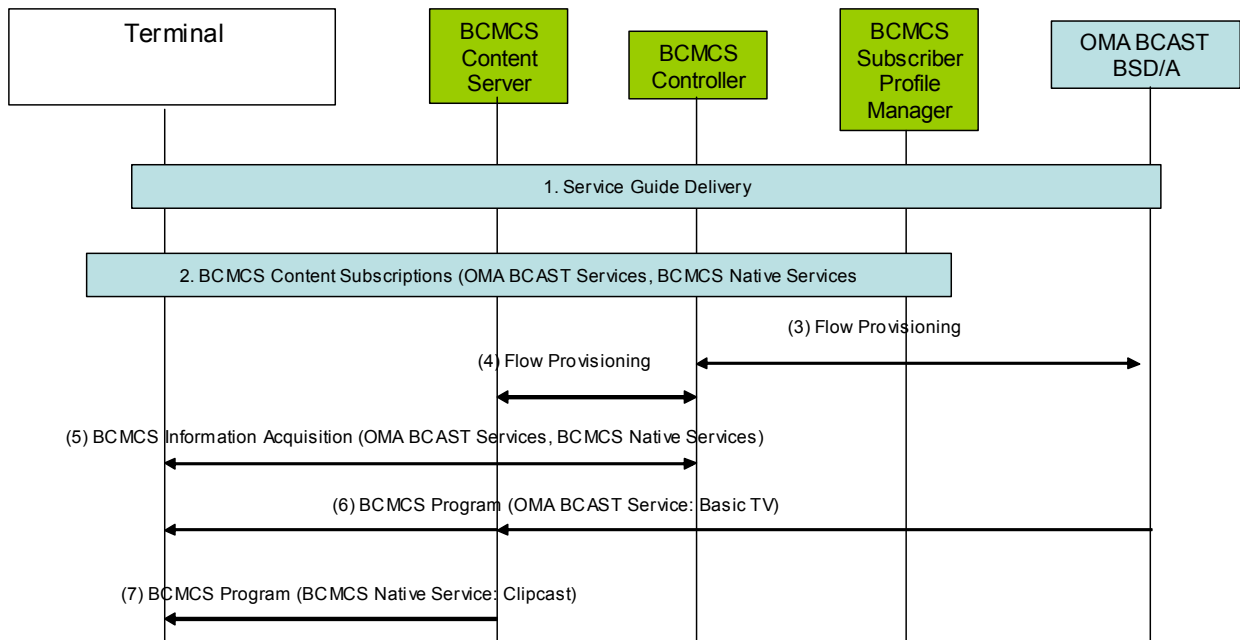 Terminal
BCMCS
Content
Server
BCMCS
Controller
BCMCS
Subscriber
Profile
Manager
OMA BCAST
BSD/A
1. Service Guide Delivery
2. BCMCS Content Subscriptions (OMA BCAST Services, BCMCS Native Services
(3) Flow Provisioning
(4) Flow Provisioning
(5) BCMCS Information Acquisition (OMA BCAST Services, BCMCS Native Services)
(6) BCMCS Program (OMA BCAST Service: Basic TV)
(7) BCMCS Program (BCMCS Native Service: Clipcast)